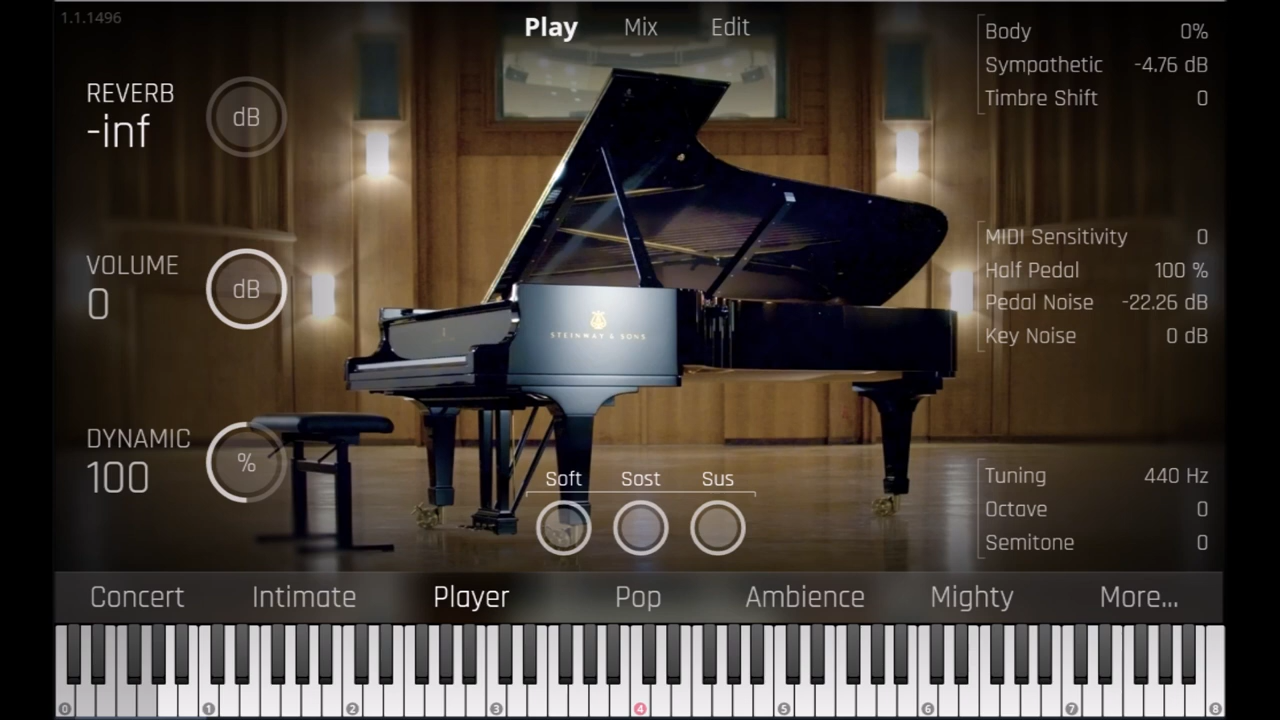 1.1.1496
Play Mix Edit
REVERB
-inf
dB
VOLUME
0
dB
DYNAMIC
100
%
STEINWAY & SONS
Soft Sost Sus
Body 0%
Sympathetic -4.76 dB
Timbre Shift 0
MIDI Sensitivity 0
Half Pedal 100 %
Pedal Noise -22.26 dB
Key Noise 0 dB
Tuning 440 Hz
Octave 0
Semitone 0
Concert Intimate Player Pop Ambience Mighty More...
0 1 2 3 4 5 6 7 8